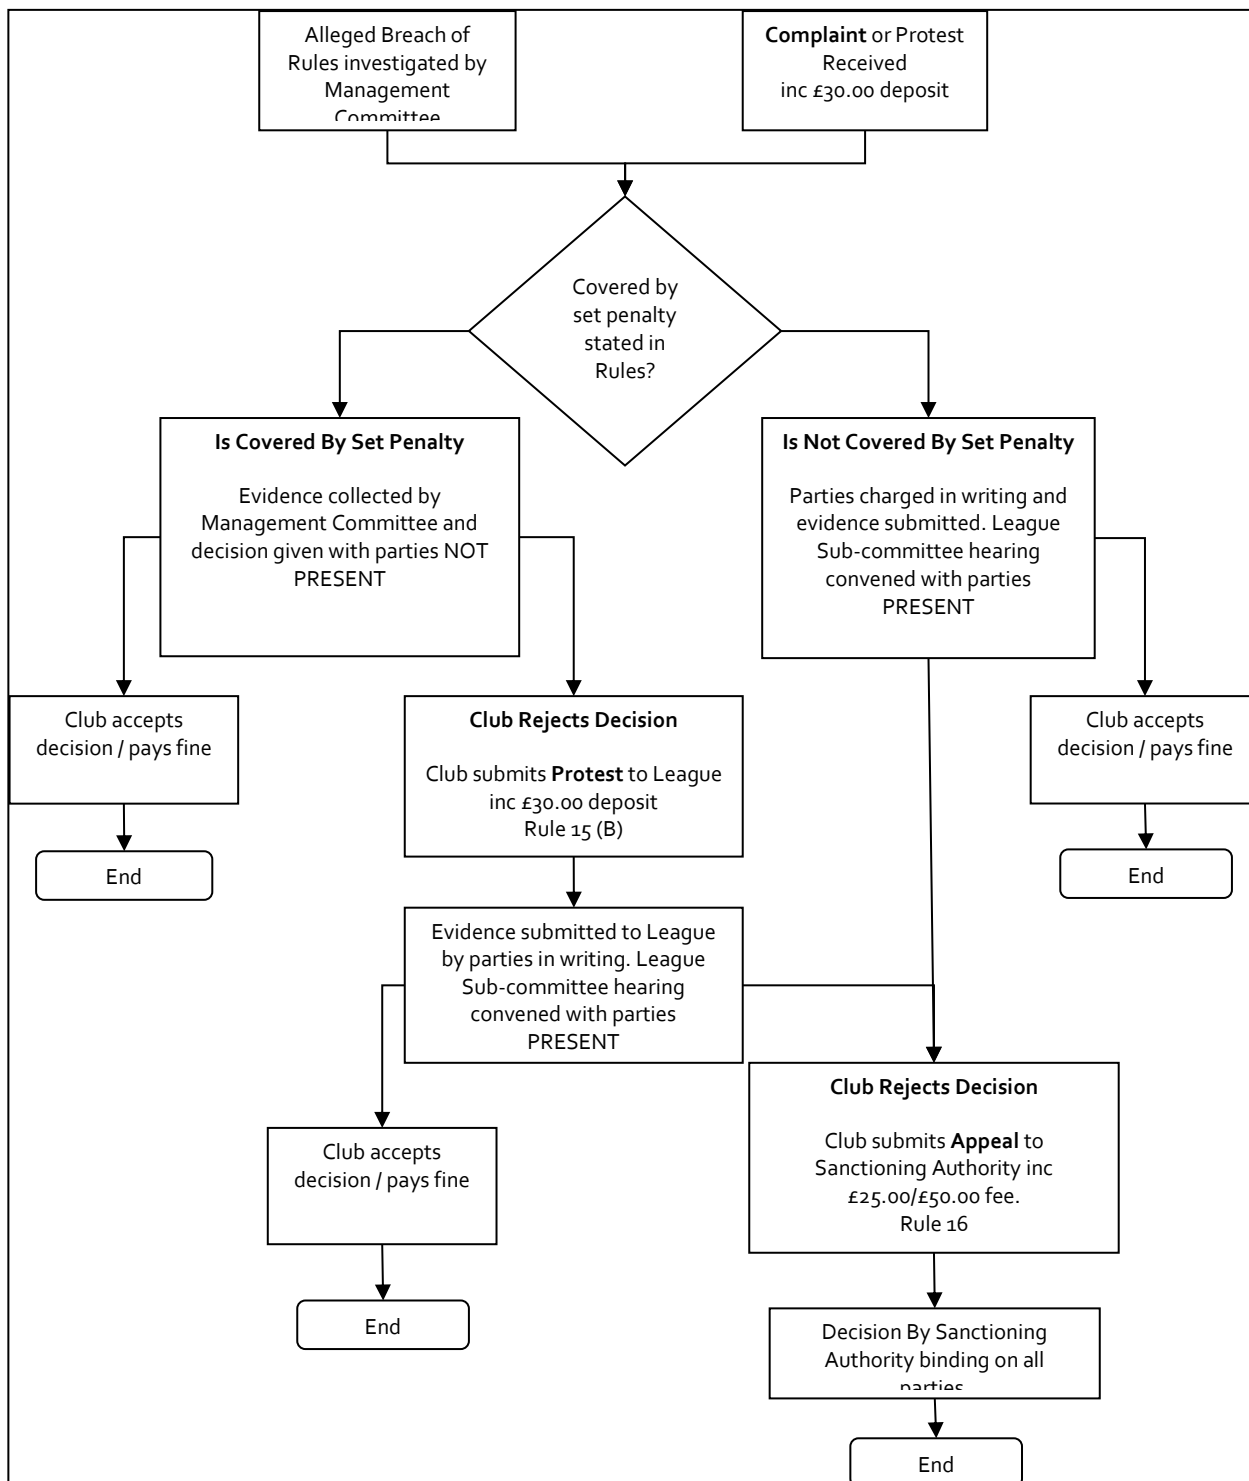 Alleged Breach of
Rules investigated by
Management
Committee
Complaint or Protest
Received
inc £30.00 deposit
Covered by
set penalty
stated in
Rules?
Is Covered By Set Penalty
Evidence collected by
Management Committee and
decision given with parties NOT
PRESENT
Is Not Covered By Set Penalty
Parties charged in writing and
evidence submitted. League
Sub-committee hearing
convened with parties
PRESENT
Club accepts
decision / pays fine
End
Club Rejects Decision
Club submits Protest to League
inc £30.00 deposit
Rule 15 (B)
Club accepts
decision / pays fine
End
Evidence submitted to League
by parties in writing. League
Sub-committee hearing
convened with parties
PRESENT
Club accepts
decision / pays fine
End
Club Rejects Decision
Club submits Appeal to
Sanctioning Authority inc
£25.00/£50.00 fee.
Rule 16
Decision By Sanctioning
Authority binding on all
parties
End